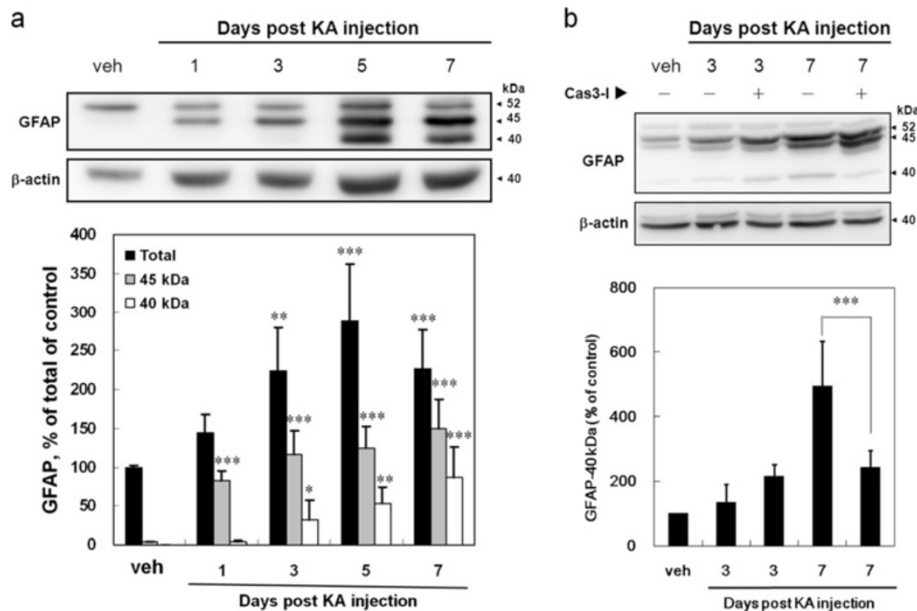 a
Days post KA injection
veh 1 3 5 7
kDa
GFAP
52
45
40
β-actin
40
400
350
300
250
200
150
100
50
0
GFAP, % of total of control
Total
45 kDa
40 kDa
***
**
***
*
***
***
**
***
***
***
veh 1 3 5 7
Days post KA injection
b
Days post KA injection
veh 3 3 7 7
Cas3-I ► − − + − +
kDa
GFAP
52
45
40
β-actin
40
800
600
400
200
0
GFAP-40kDa (% of control)
***
veh 3 3 7 7
Days post KA injection